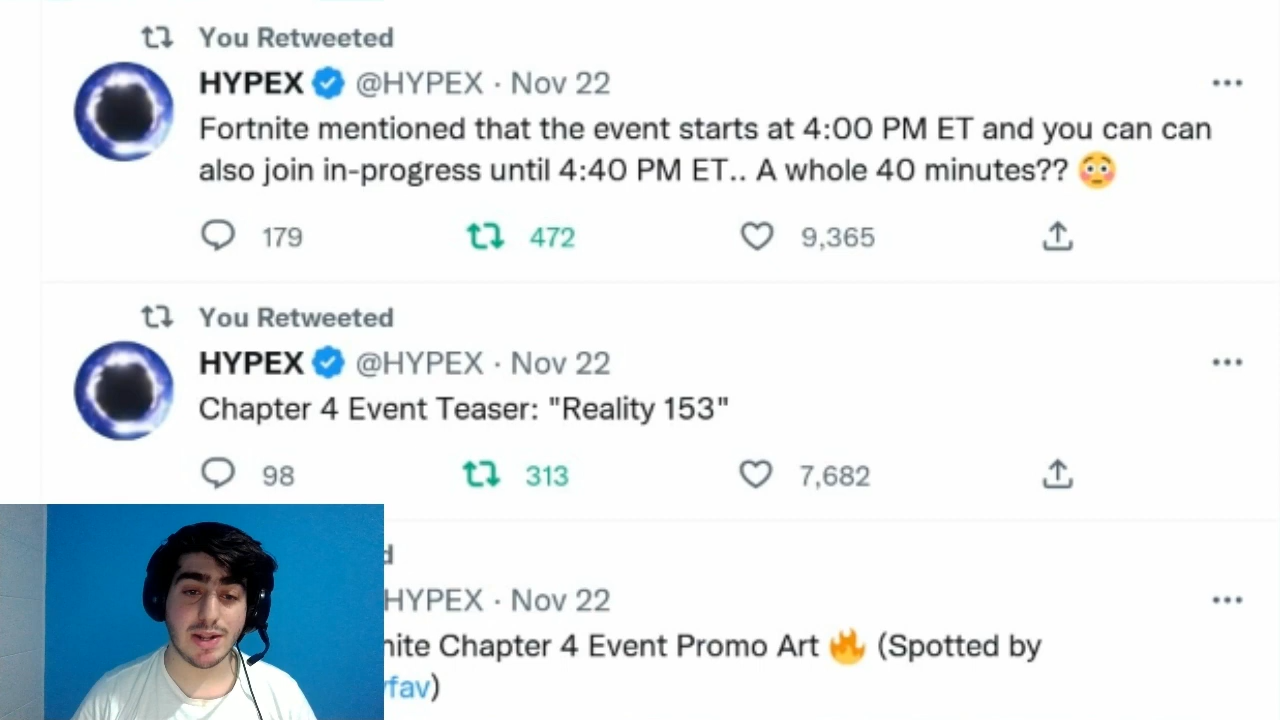 You Retweeted
HYPEX @HYPEX · Nov 22
Fortnite mentioned that the event starts at 4:00 PM ET and you can can
also join in-progress until 4:40 PM ET.. A whole 40 minutes?? 😳
179 472 9,365
You Retweeted
HYPEX @HYPEX · Nov 22
Chapter 4 Event Teaser: "Reality 153"
98 313 7,682
d
HYPEX · Nov 22
nite Chapter 4 Event Promo Art 🔥 (Spotted by
fav)